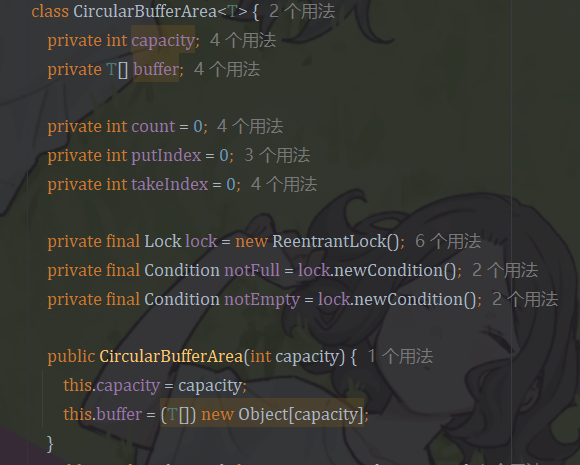 class CircularBufferArea<T> { 2 个用法
private int capacity; 4 个用法
private T[] buffer; 4 个用法
private int count = 0; 4 个用法
private int putIndex = 0; 3 个用法
private int takeIndex = 0; 4 个用法
private final Lock lock = new ReentrantLock(); 6 个用法
private final Condition notFull = lock.newCondition(); 2 个用法
private final Condition notEmpty = lock.newCondition(); 2 个用法
public CircularBufferArea(int capacity) { 1 个用法
this.capacity = capacity;
this.buffer = (T[]) new Object[capacity];
}